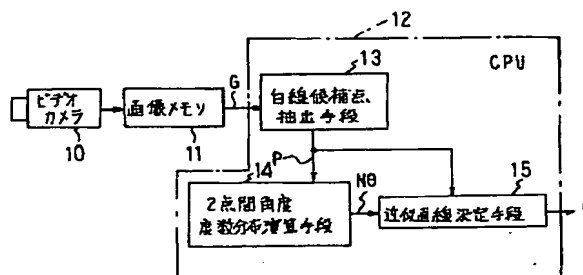 12
13
CPU
ビデオ
カメラ
10
画像メモリ
11
G
白線候補点
抽出手段
P
14
2点間角度
度数分布演算手段
Nθ
15
近似直線決定手段